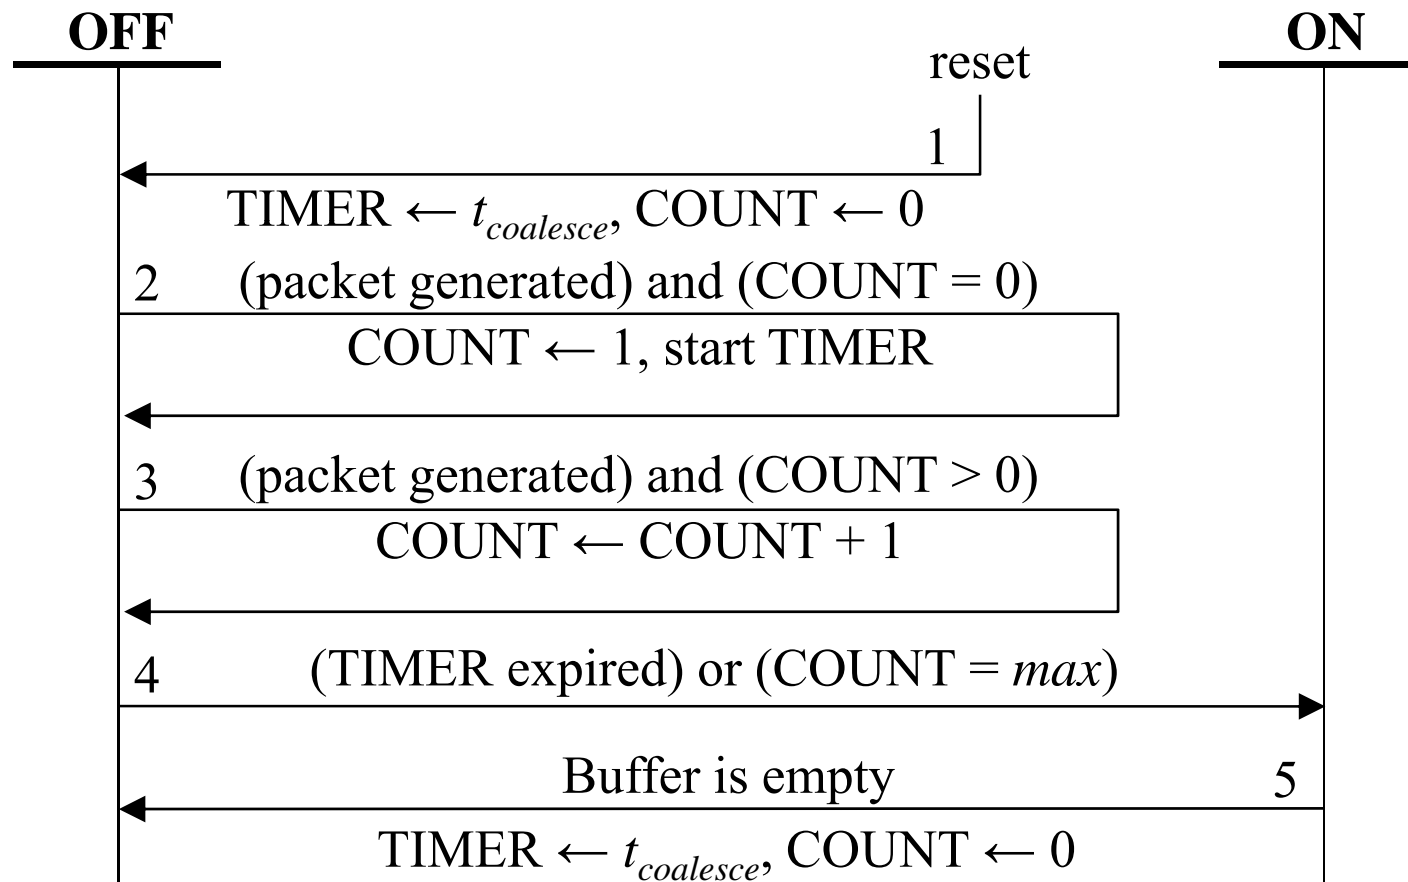 OFF
ON
reset
1
TIMER ← t_coalesce, COUNT ← 0
2 (packet generated) and (COUNT = 0)
COUNT ← 1, start TIMER
3 (packet generated) and (COUNT > 0)
COUNT ← COUNT + 1
4 (TIMER expired) or (COUNT = max)
Buffer is empty 5
TIMER ← t_coalesce, COUNT ← 0